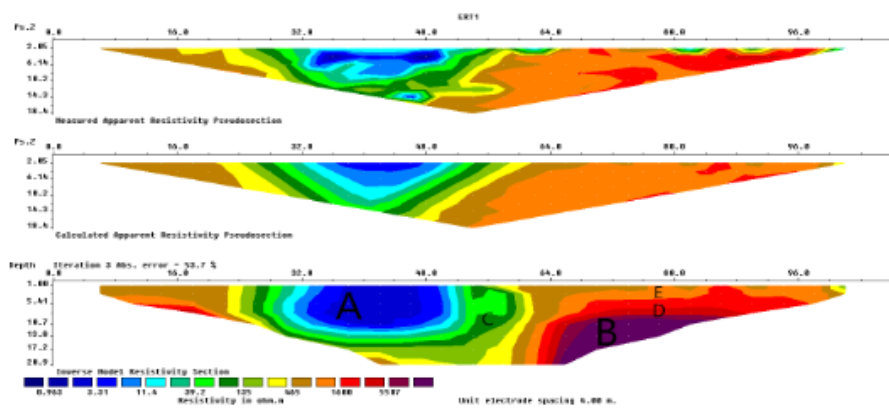 ERT1
Ps.Z 0.0 16.0 32.0 48.0 64.0 80.0 96.0
2.05
6.14
10.2
14.3
18.4
Measured Apparent Resistivity Pseudosection
Ps.Z 0.0 16.0 32.0 48.0 64.0 80.0 96.0
2.05
6.14
10.2
14.3
18.4
Calculated Apparent Resistivity Pseudosection
Depth Iteration 3 Abs. error = 53.7 %
0.0 16.0 32.0 48.0 64.0 80.0 96.0
1.00
5.41
10.7
13.8
17.2
20.9
A
B
C
D
E
Inverse Model Resistivity Section
0.963 3.31 11.4 39.2 135 465 1600 5507
Resistivity in ohm.m Unit electrode spacing 4.00 m.